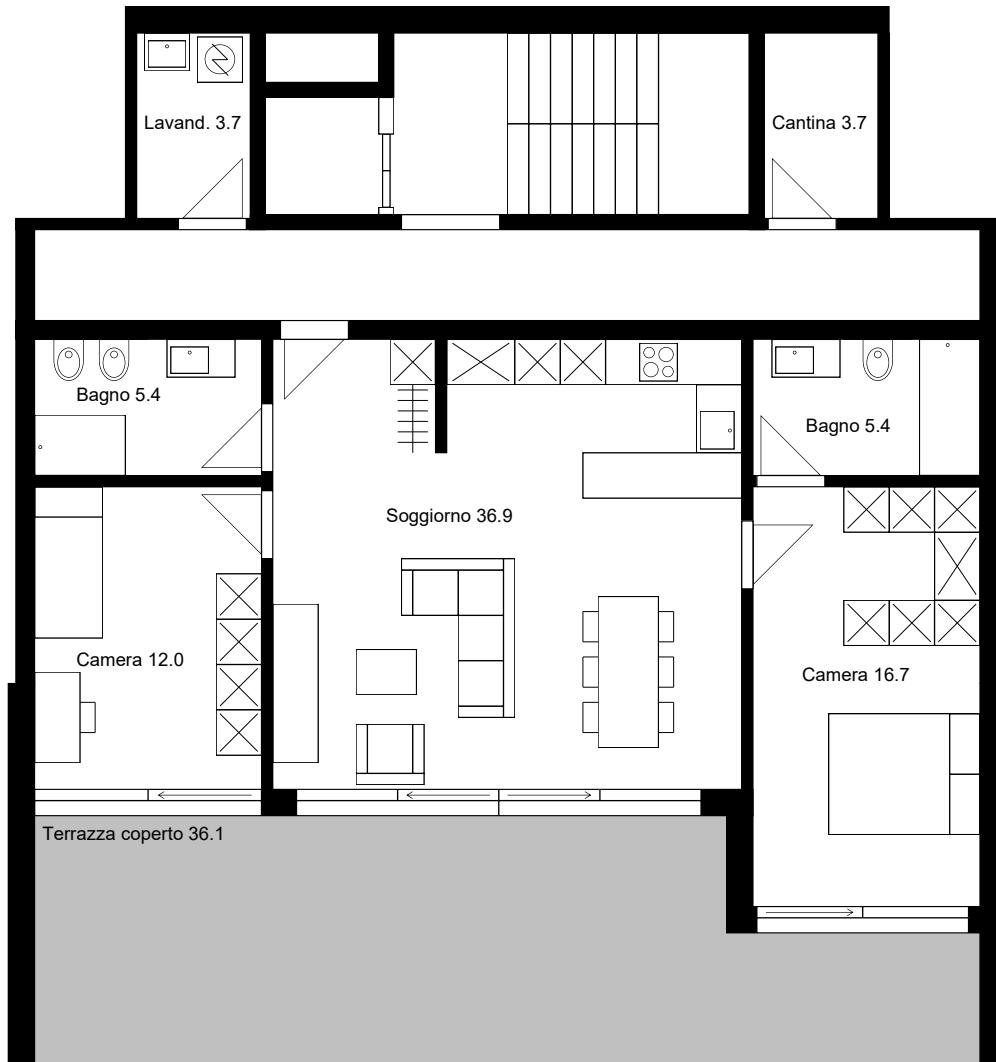 Lavand. 3.7
Cantina 3.7
Bagno 5.4
Bagno 5.4
Soggiorno 36.9
Camera 12.0
Camera 16.7
Terrazza coperto 36.1